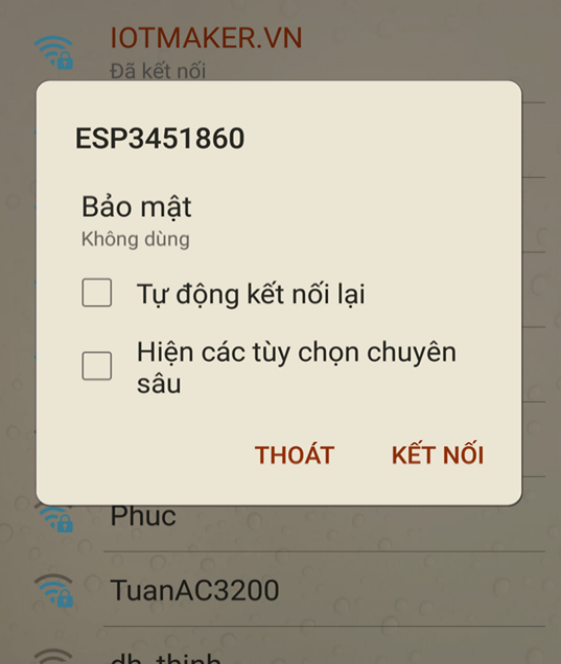 IOTMAKER.VN
Đã kết nối
ESP3451860
Bảo mật
Không dùng
Tự động kết nối lại
Hiện các tùy chọn chuyên
sâu
THOÁT KẾT NỐI
Phuc
TuanAC3200